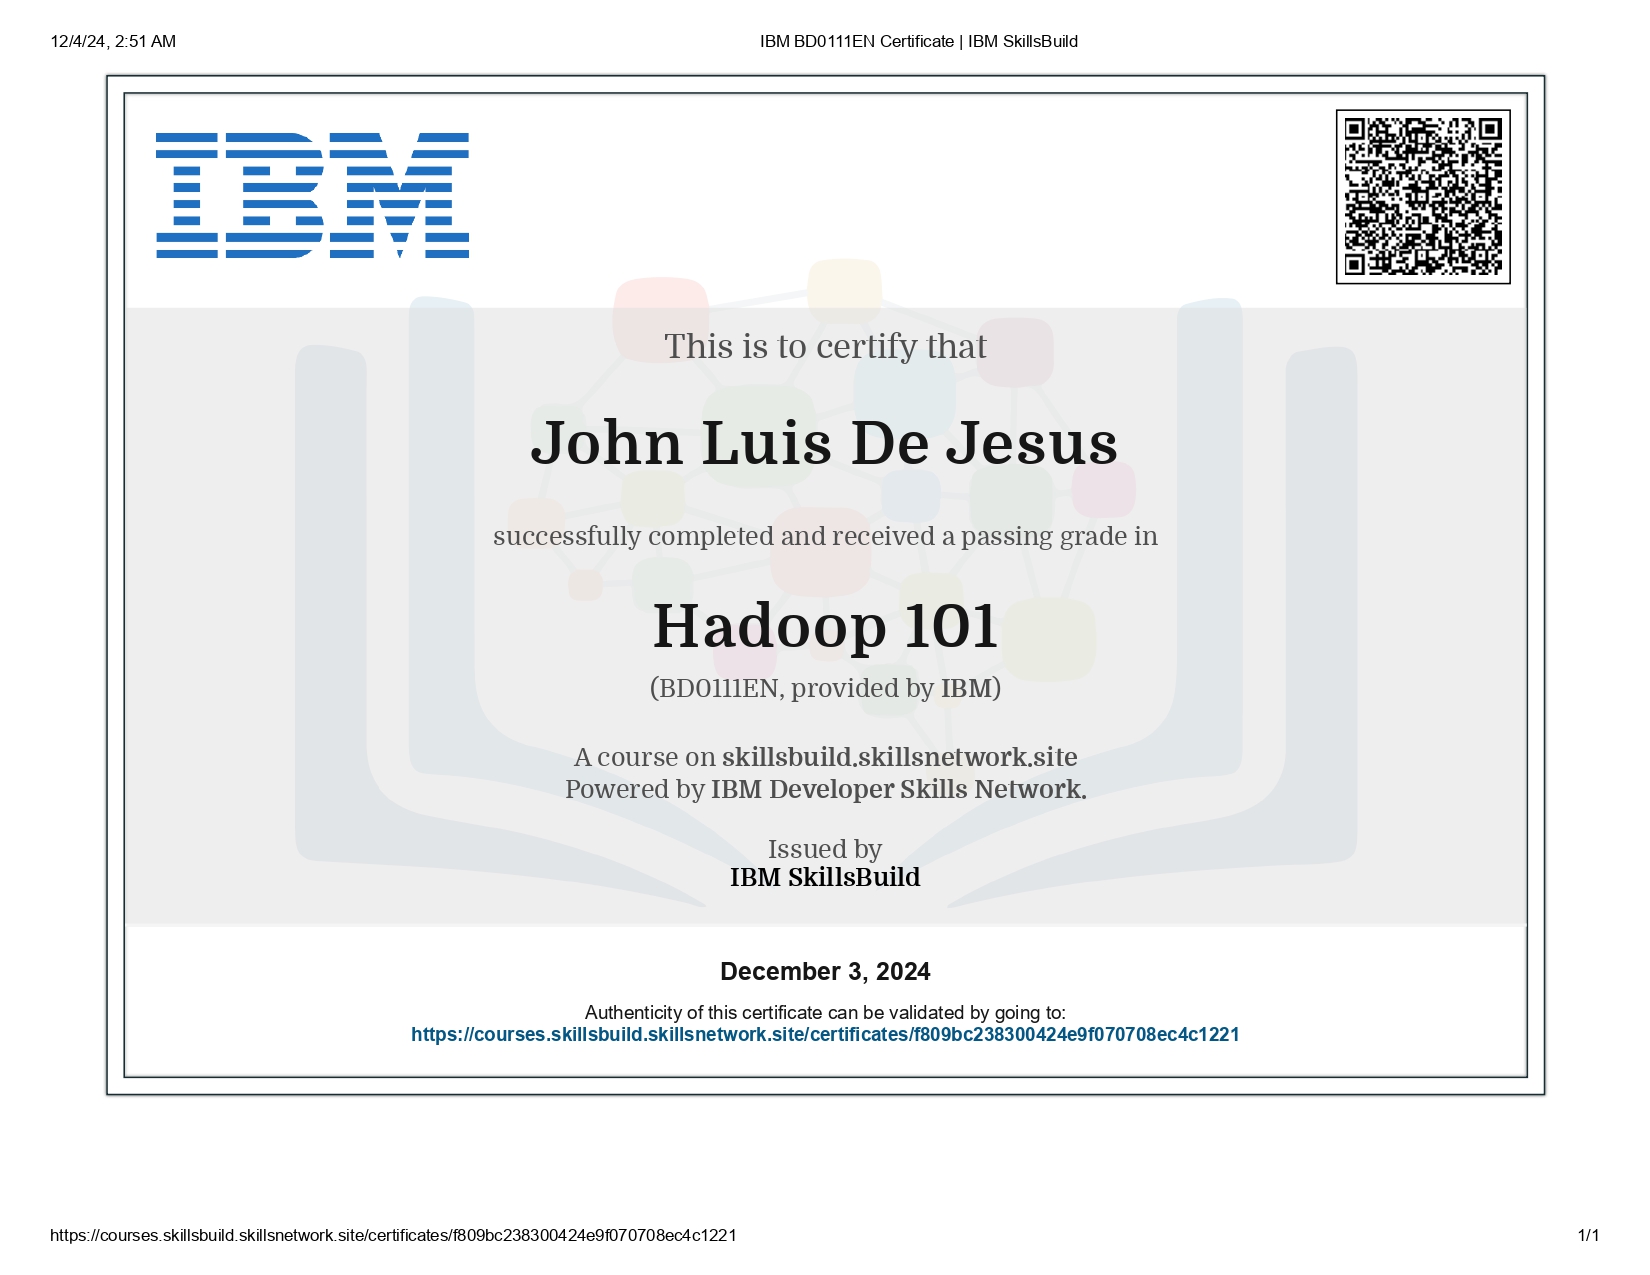 12/4/24, 2:51 AM
IBM BD0111EN Certificate | IBM SkillsBuild
IBM
This is to certify that
John Luis De Jesus
successfully completed and received a passing grade in
Hadoop 101
(BD0111EN, provided by IBM)
A course on skillsbuild.skillsnetwork.site
Powered by IBM Developer Skills Network.
Issued by
IBM SkillsBuild
December 3, 2024
Authenticity of this certificate can be validated by going to:
https://courses.skillsbuild.skillsnetwork.site/certificates/f809bc238300424e9f070708ec4c1221
https://courses.skillsbuild.skillsnetwork.site/certificates/f809bc238300424e9f070708ec4c1221
1/1